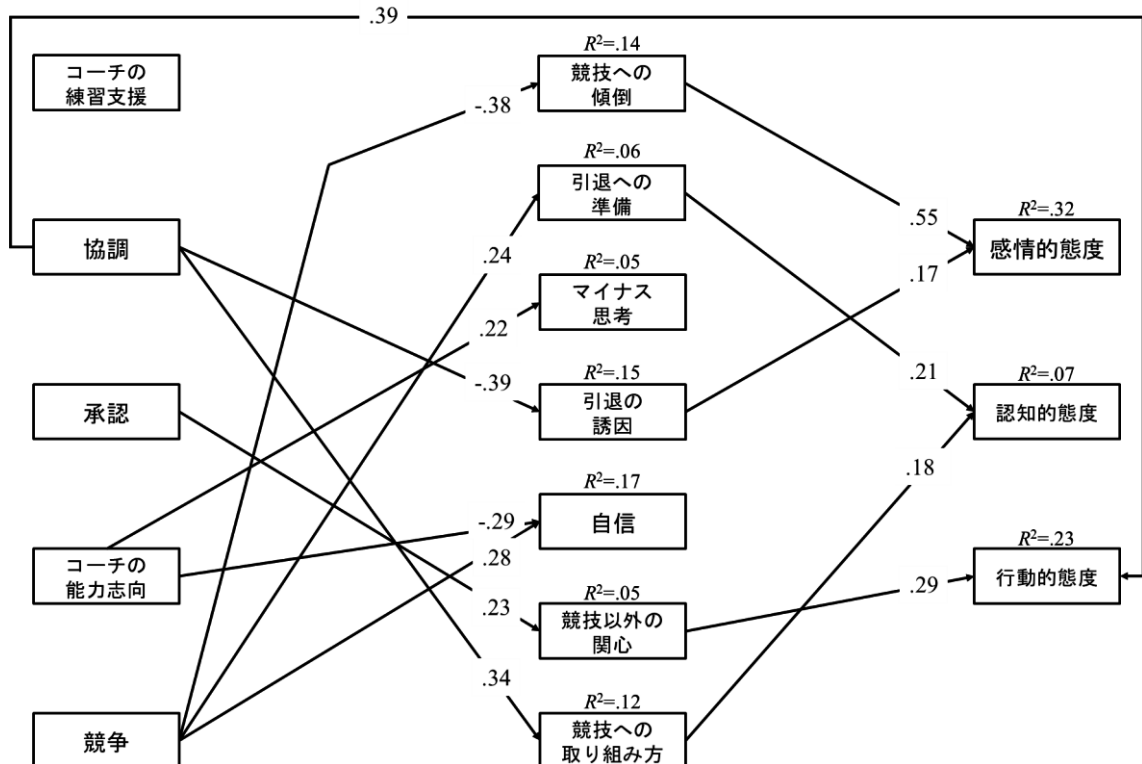 .39
コーチの
練習支援
協調
承認
コーチの
能力志向
競争
-.38
.24
.22
-.39
-.29
.28
.23
.34
R²=.14
競技への
傾倒
R²=.06
引退への
準備
R²=.05
マイナス
思考
R²=.15
引退の
誘因
R²=.17
自信
R²=.05
競技以外の
関心
R²=.12
競技への
取り組み方
.55
.17
.21
.18
.29
R²=.32
感情的態度
R²=.07
認知的態度
R²=.23
行動的態度